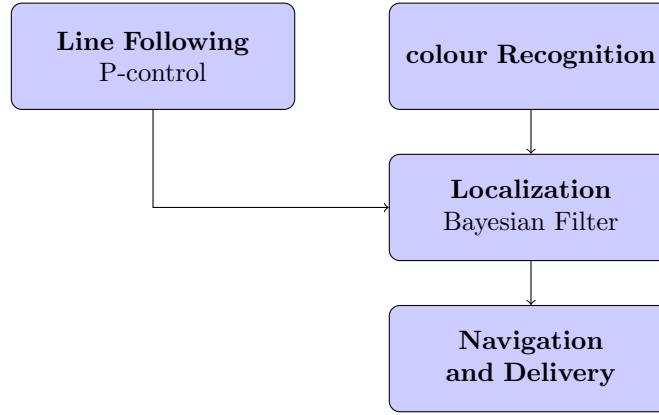 Line Following
P-control
colour Recognition
Localization
Bayesian Filter
Navigation
and Delivery